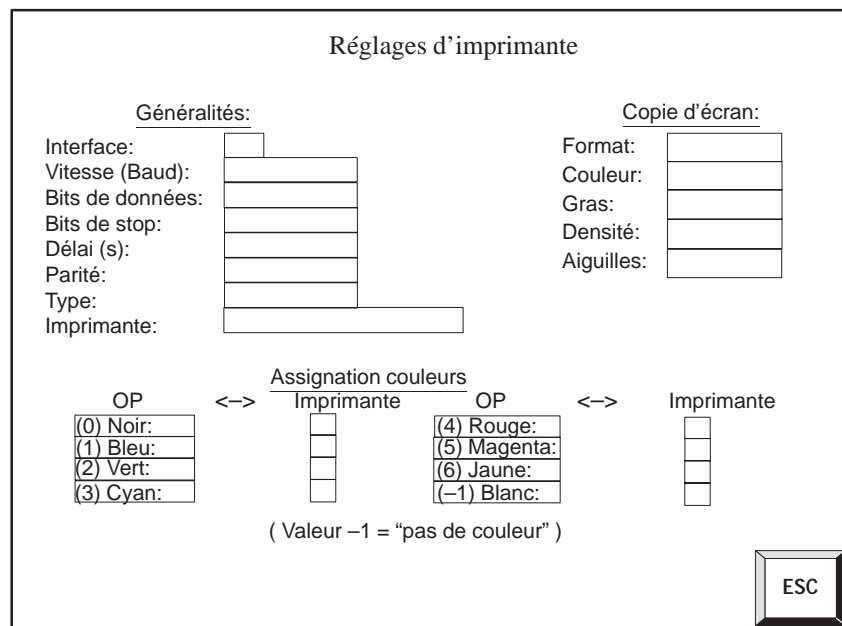 Réglages d'imprimante
Généralités:
Interface:
Vitesse (Baud):
Bits de données:
Bits de stop:
Délai (s):
Parité:
Type:
Imprimante:
Copie d'écran:
Format:
Couleur:
Gras:
Densité:
Aiguilles:
Assignation couleurs
OP <–> Imprimante OP <–> Imprimante
(0) Noir: (4) Rouge:
(1) Bleu: (5) Magenta:
(2) Vert: (6) Jaune:
(3) Cyan: (–1) Blanc:
( Valeur –1 = “pas de couleur” )
ESC